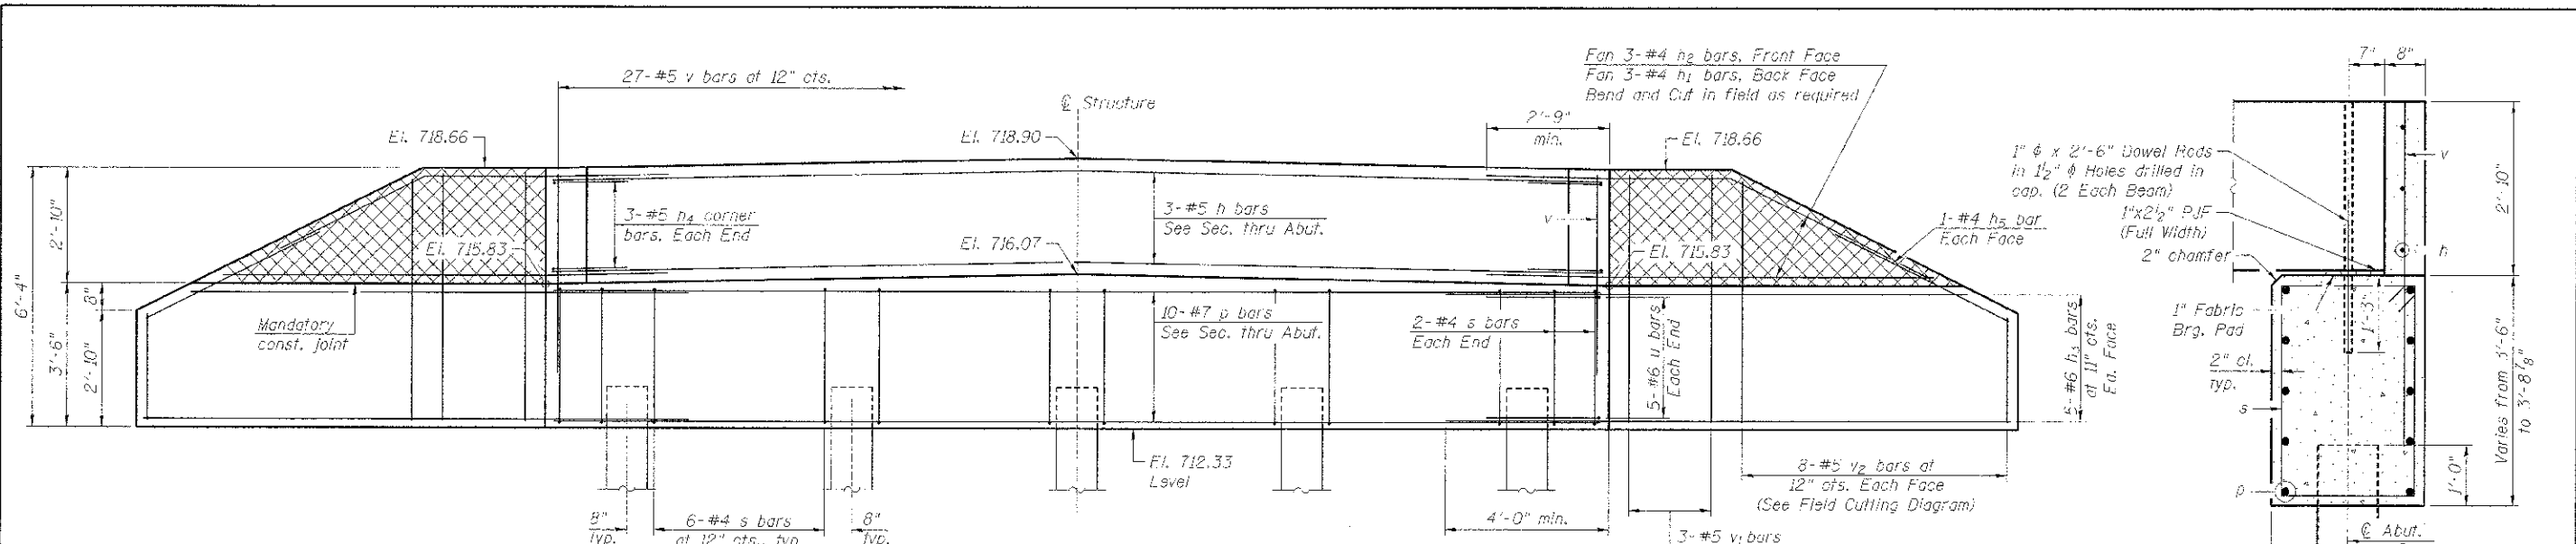 27-#5 v bars at 12" cts.
℄ Structure
Fan 3-#4 h2 bars, Front Face
Fan 3-#4 h1 bars, Back Face
Bend and Cut in field as required
7" 8"
El. 718.66
El. 718.90
2'-9"
min.
El. 718.66
1" ϕ x 2'-6" Dowel Rods
in 1½" ϕ Holes drilled in
cap. (2 Each Beam)
1"x2½" PJF
(Full Width)
2" chamfer
v
2'-10"
h
6'-4"
2'-10"
3'-6"
8"
2'-10"
3-#5 h4 corner
bars, Each End
El. 715.83
3-#5 h bars
See Sec. thru Abut.
El. 716.07
v
1-#4 h5 bar
Each Face
El. 715.83
Mandatory
const. joint
10-#7 p bars
See Sec. thru Abut.
2-#4 s bars
Each End
5-#6 u bars
Each End
5-#6 h3 bars
at 11" cts.
Ea. Face
1" Fabric
Brg. Pad
2" cl.
typ.
s
p
1'-3"
1'-0"
Varies from 3'-6"
to 3'-8⅞"
El. 712.33
Level
8-#5 v2 bars at
12" cts. Each Face
(See Field Cutting Diagram)
8"
typ.
6-#4 s bars
at 12" cts., typ.
8"
typ.
4'-0" min.
3-#5 v1 bars
℄ Abut.